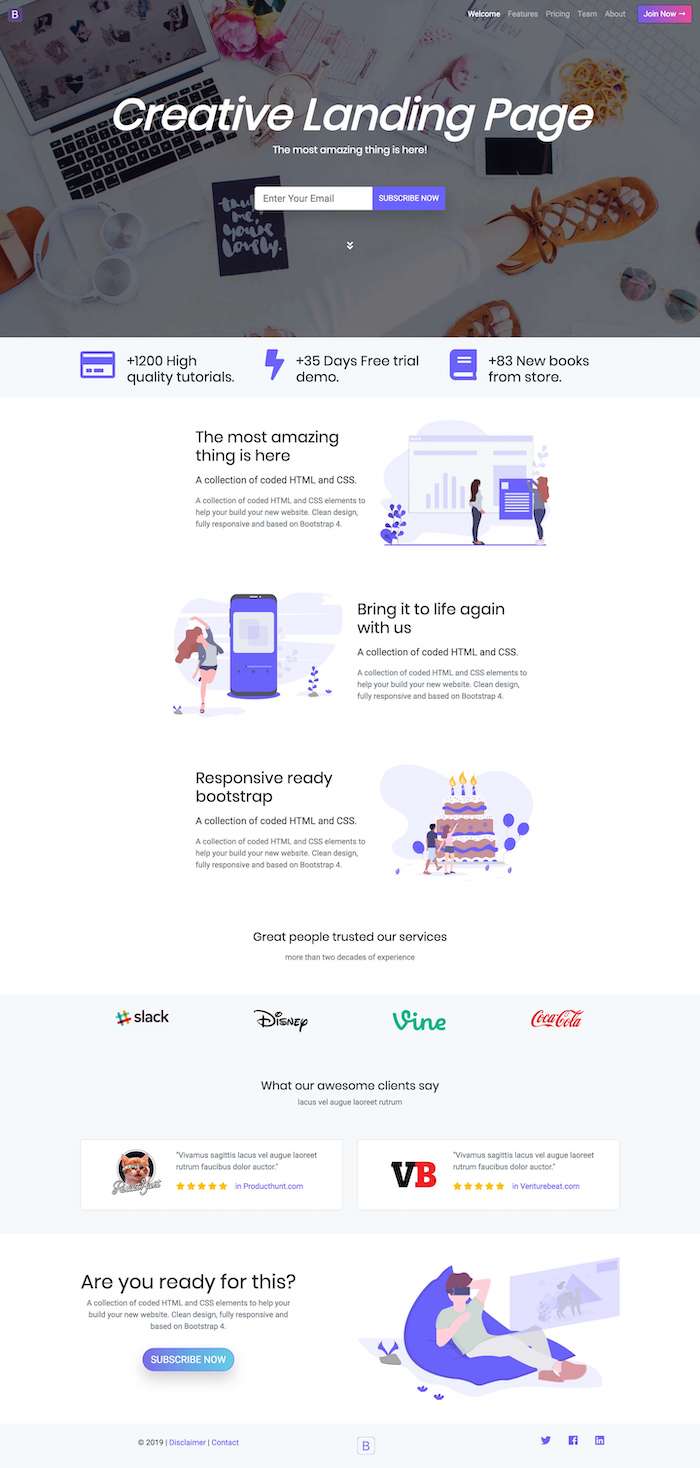 B
Welcome Features Pricing Team About Join Now →
Creative Landing Page
The most amazing thing is here!
Enter Your Email SUBSCRIBE NOW
trust
me,
you're
lovely.
+1200 High
quality tutorials.
+35 Days Free trial
demo.
+83 New books
from store.
The most amazing
thing is here
A collection of coded HTML and CSS.
A collection of coded HTML and CSS elements to
help your build your new website. Clean design,
fully responsive and based on Bootstrap 4.
Bring it to life again
with us
A collection of coded HTML and CSS.
A collection of coded HTML and CSS elements to
help your build your new website. Clean design,
fully responsive and based on Bootstrap 4.
Responsive ready
bootstrap
A collection of coded HTML and CSS.
A collection of coded HTML and CSS elements to
help your build your new website. Clean design,
fully responsive and based on Bootstrap 4.
Great people trusted our services
more than two decades of experience
slack Disney Vine Coca-Cola
What our awesome clients say
lacus vel augue laoreet rutrum
"Vivamus sagittis lacus vel augue laoreet
rutrum faucibus dolor auctor."
in Producthunt.com
VB
"Vivamus sagittis lacus vel augue laoreet
rutrum faucibus dolor auctor."
in Venturebeat.com
Are you ready for this?
A collection of coded HTML and CSS elements to help
your build your new website. Clean design, fully responsive and
based on Bootstrap 4.
SUBSCRIBE NOW
© 2019 | Disclaimer | Contact
B